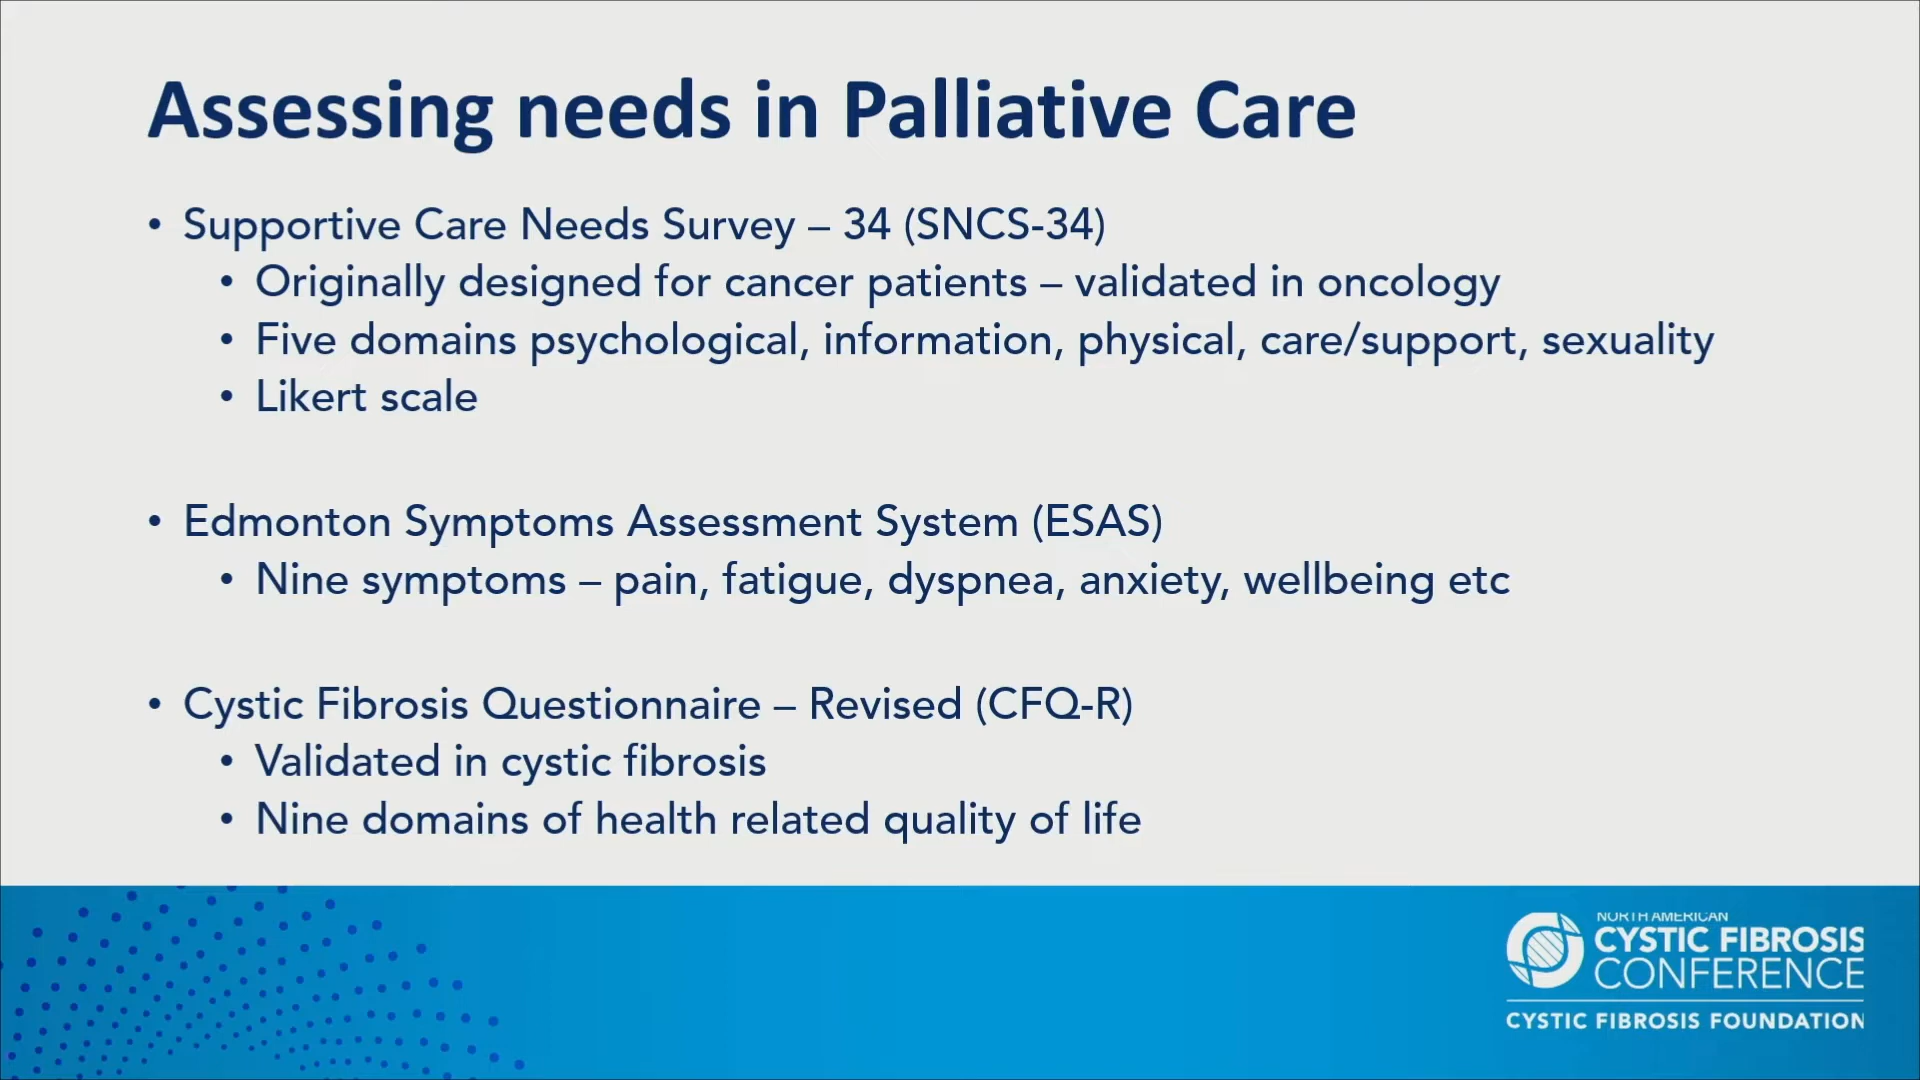 Assessing needs in Palliative Care
• Supportive Care Needs Survey – 34 (SNCS-34)
• Originally designed for cancer patients – validated in oncology
• Five domains psychological, information, physical, care/support, sexuality
• Likert scale
• Edmonton Symptoms Assessment System (ESAS)
• Nine symptoms – pain, fatigue, dyspnea, anxiety, wellbeing etc
• Cystic Fibrosis Questionnaire – Revised (CFQ-R)
• Validated in cystic fibrosis
• Nine domains of health related quality of life
NORTH AMERICAN
CYSTIC FIBROSIS
CONFERENCE
CYSTIC FIBROSIS FOUNDATION